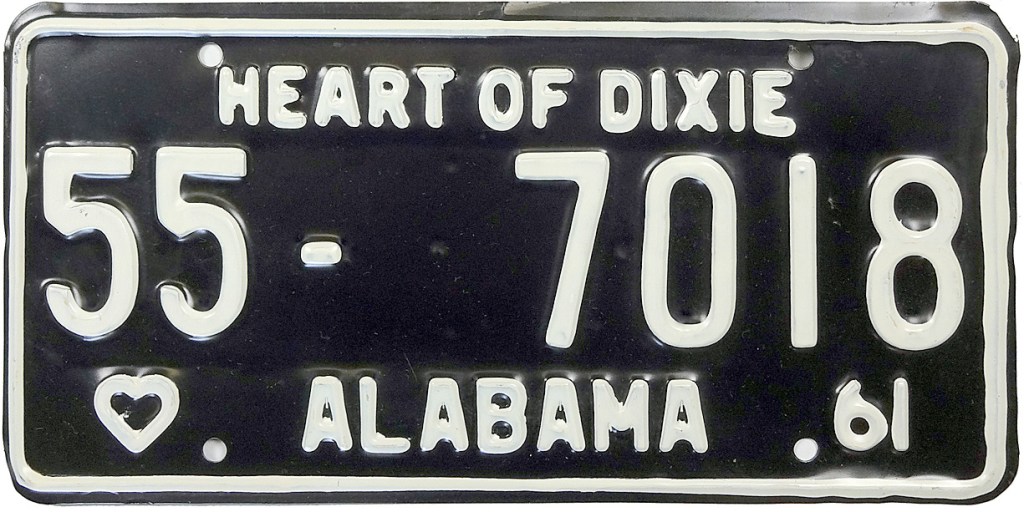 HEART OF DIXIE
55-7018
ALABAMA 61